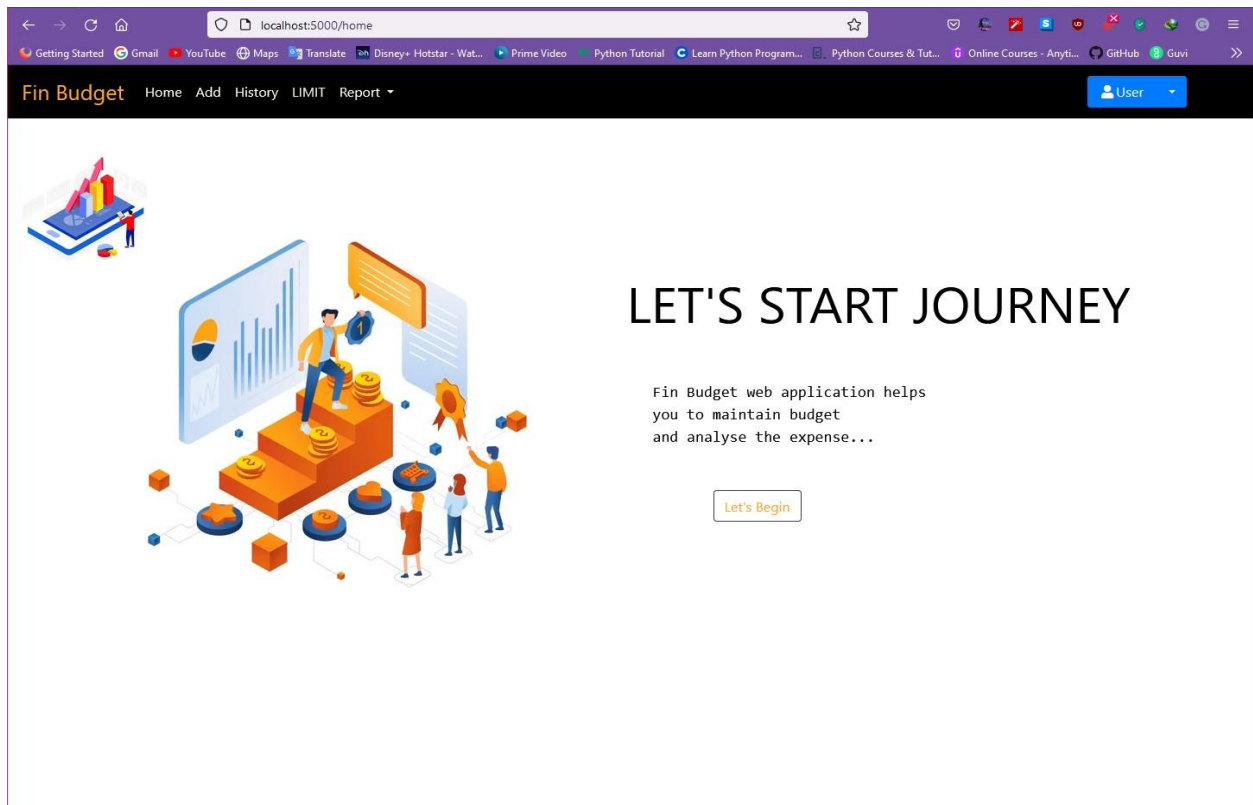 localhost:5000/home
Getting Started Gmail YouTube Maps Translate Disney+ Hotstar - Wat... Prime Video Python Tutorial Learn Python Program... Python Courses & Tut... Online Courses - Anyti... GitHub Guvi
Fin Budget Home Add History LIMIT Report User
LET'S START JOURNEY
Fin Budget web application helps
you to maintain budget
and analyse the expense...
Let's Begin
1